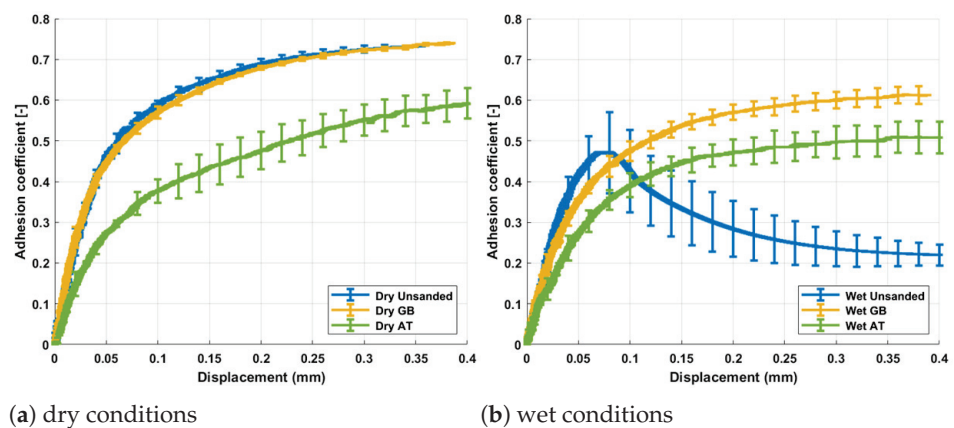 0.8
0.7
0.6
0.5
0.4
0.3
0.2
0.1
0
Adhesion coefficient [-]
0 0.05 0.1 0.15 0.2 0.25 0.3 0.35 0.4
Displacement (mm)
Dry Unsanded
Dry GB
Dry AT
(a) dry conditions
0.8
0.7
0.6
0.5
0.4
0.3
0.2
0.1
0
Adhesion coefficient [-]
0 0.05 0.1 0.15 0.2 0.25 0.3 0.35 0.4
Displacement (mm)
Wet Unsanded
Wet GB
Wet AT
(b) wet conditions